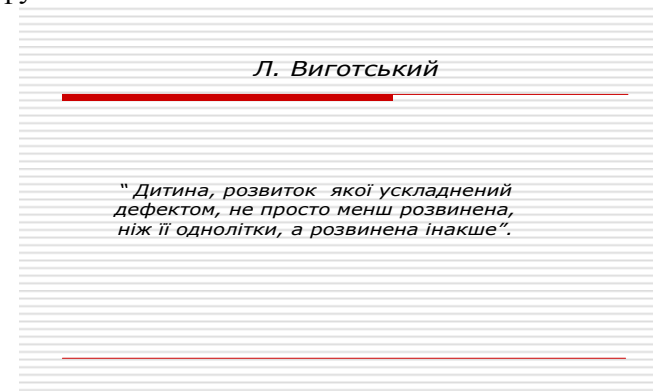 Л. Виготський
“ Дитина, розвиток якої ускладнений
дефектом, не просто менш розвинена,
ніж її однолітки, а розвинена інакше”.